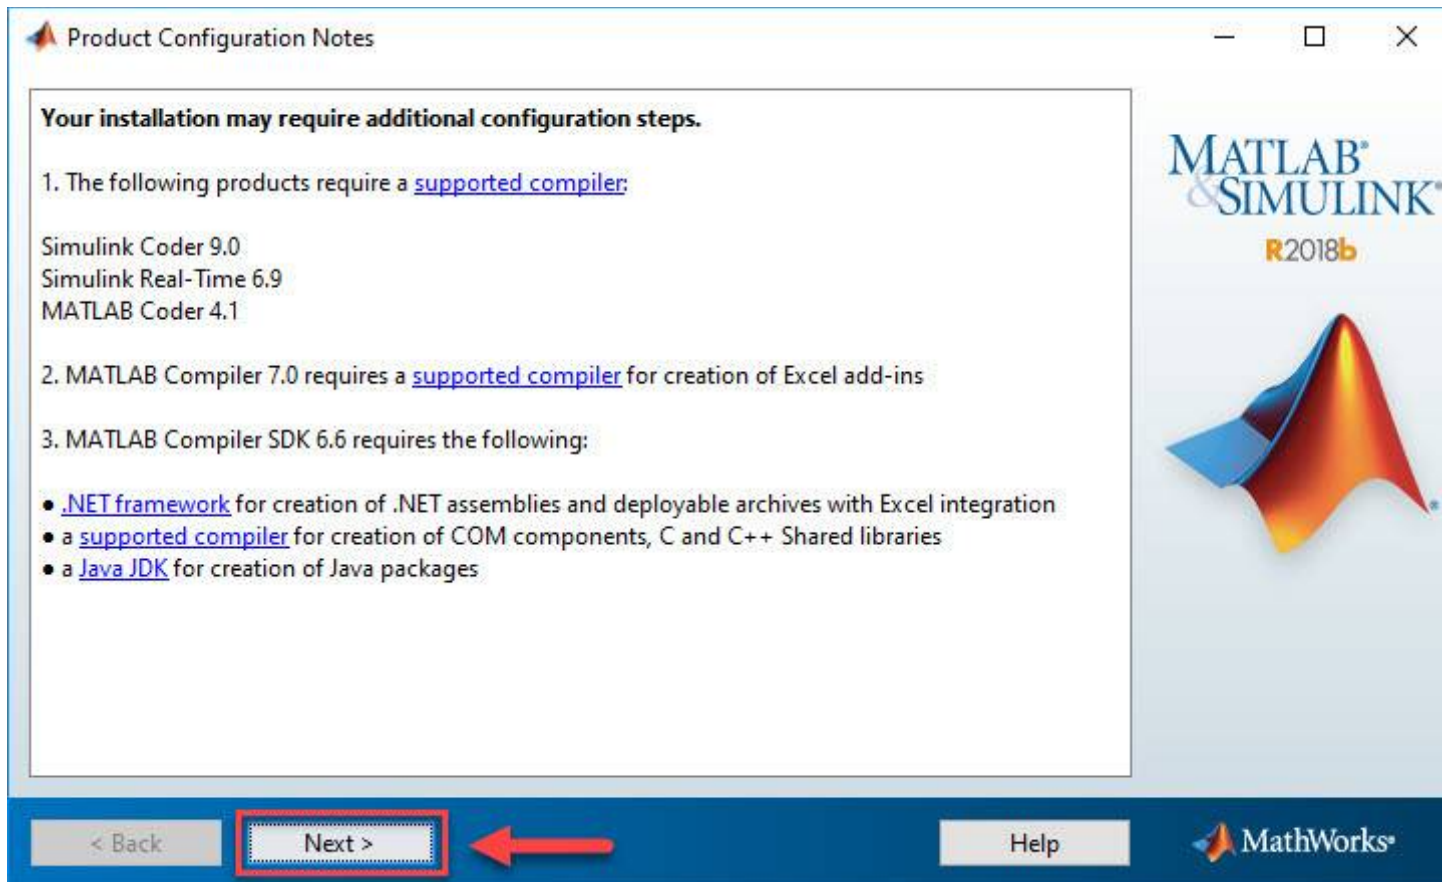 Product Configuration Notes
Your installation may require additional configuration steps.
1. The following products require a supported compiler:
Simulink Coder 9.0
Simulink Real-Time 6.9
MATLAB Coder 4.1
2. MATLAB Compiler 7.0 requires a supported compiler for creation of Excel add-ins
3. MATLAB Compiler SDK 6.6 requires the following:
● .NET framework for creation of .NET assemblies and deployable archives with Excel integration
● a supported compiler for creation of COM components, C and C++ Shared libraries
● a Java JDK for creation of Java packages
MATLAB®
&SIMULINK®
R2018b
< Back
Next >
Help
MathWorks®